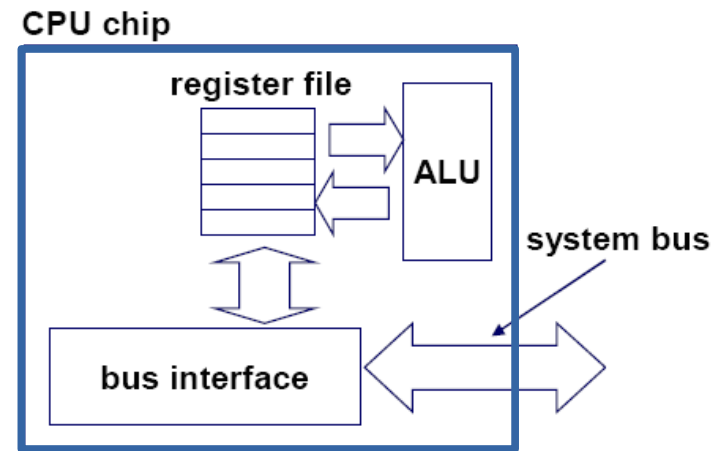 CPU chip
register file
ALU
system bus
bus interface